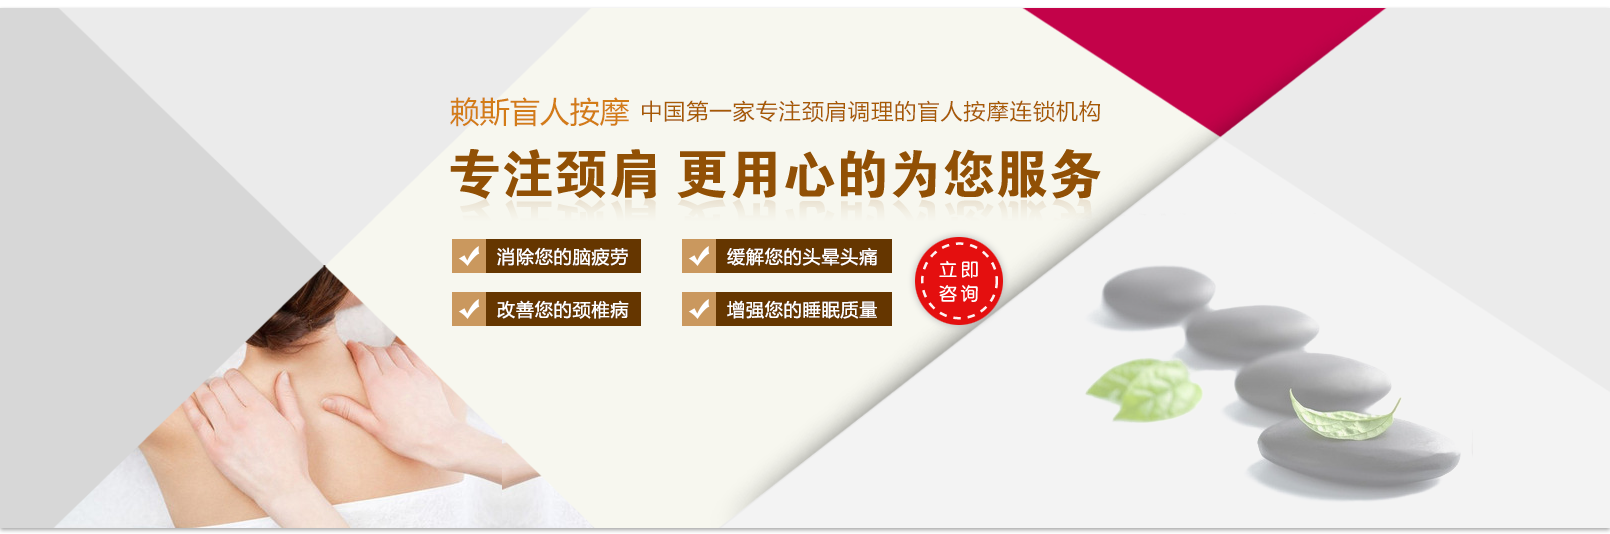 赖斯盲人按摩 中国第一家专注颈肩调理的盲人按摩连锁机构
专注颈肩 更用心的为您服务
消除您的脑疲劳
缓解您的头晕头痛
改善您的颈椎病
增强您的睡眠质量
立即
咨询